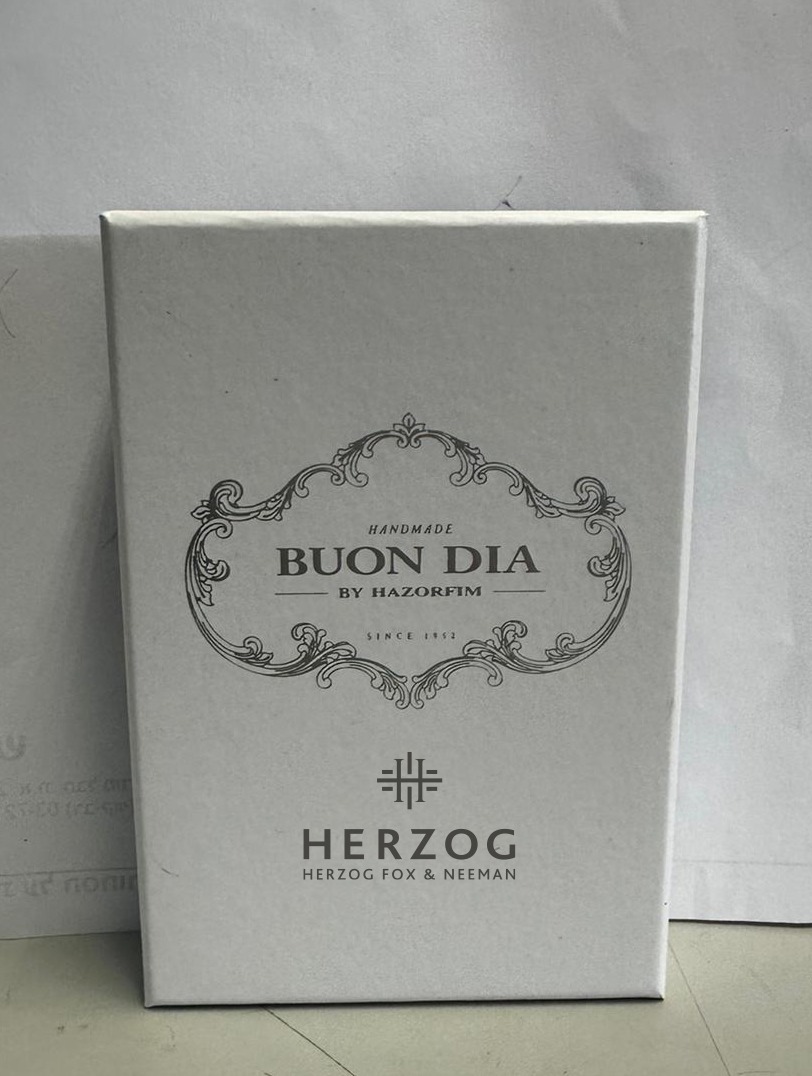 HANDMADE
BUON DIA
BY HAZORFIM
SINCE 1952
HERZOG
HERZOG FOX & NEEMAN